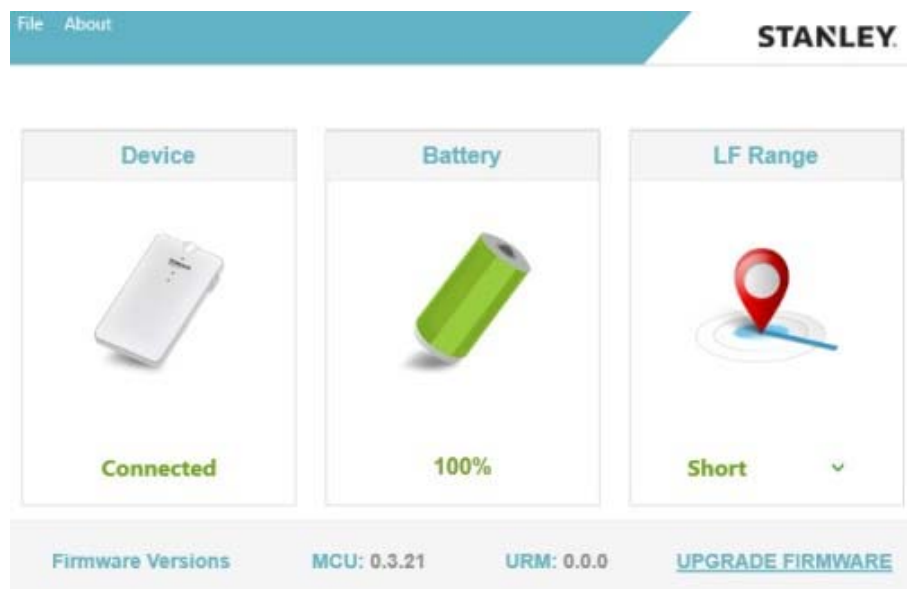 File About
STANLEY.
Device
Battery
LF Range
Connected
100%
Short
Firmware Versions MCU: 0.3.21 URM: 0.0.0 UPGRADE FIRMWARE